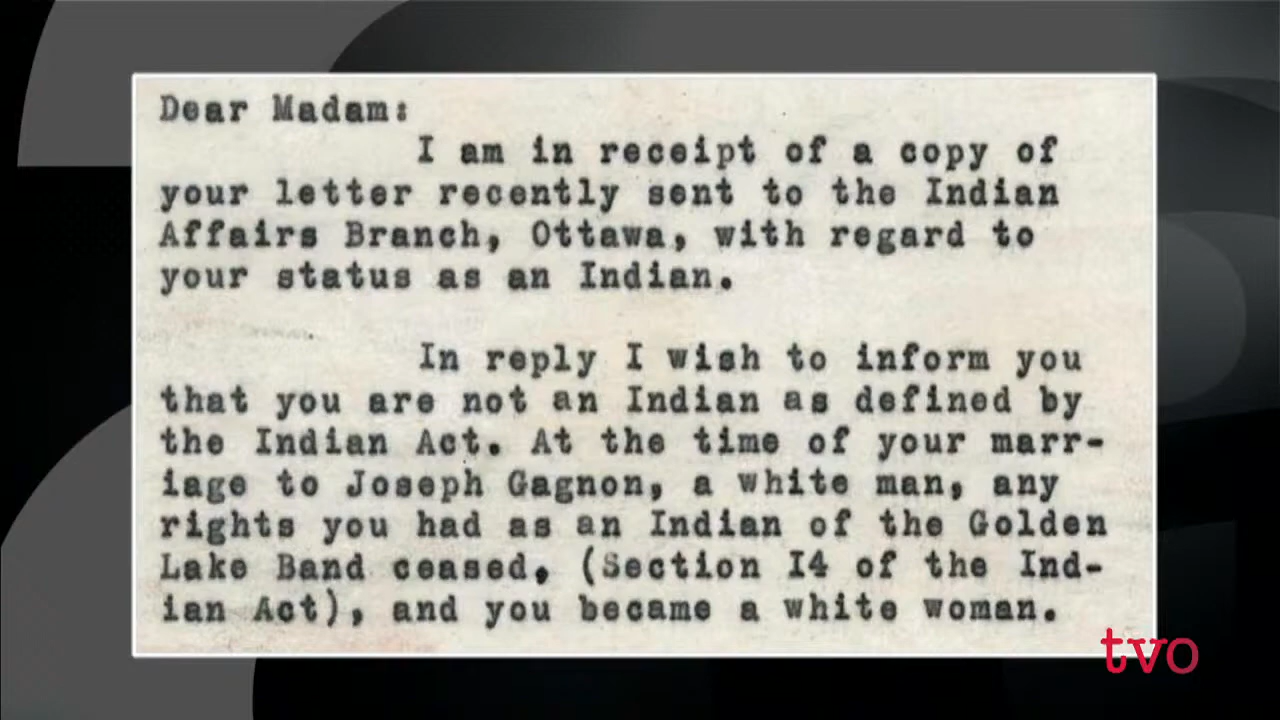 Dear Madam:
I am in receipt of a copy of
your letter recently sent to the Indian
Affairs Branch, Ottawa, with regard to
your status as an Indian.
In reply I wish to inform you
that you are not an Indian as defined by
the Indian Act. At the time of your marr-
iage to Joseph Gagnon, a white man, any
rights you had as an Indian of the Golden
Lake Band ceased, (Section I4 of the Ind-
ian Act), and you became a white woman.
tvo